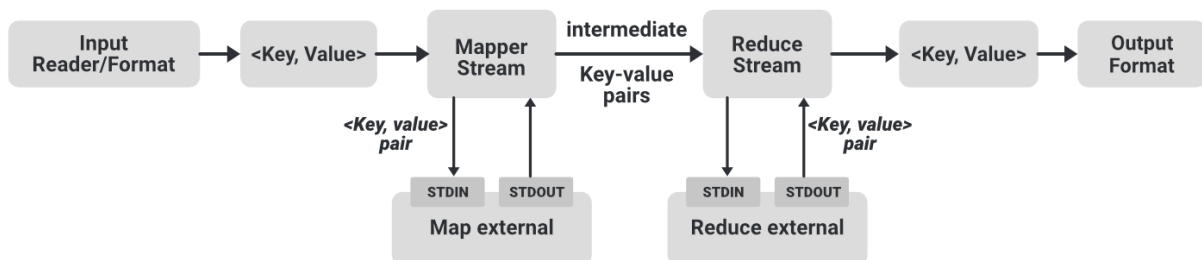 Input
Reader/Format
<Key, Value>
Mapper
Stream
intermediate
Key-value
pairs
Reduce
Stream
<Key, Value>
Output
Format
<Key, value>
pair
<Key, value>
pair
STDIN
STDOUT
Map external
STDIN
STDOUT
Reduce external